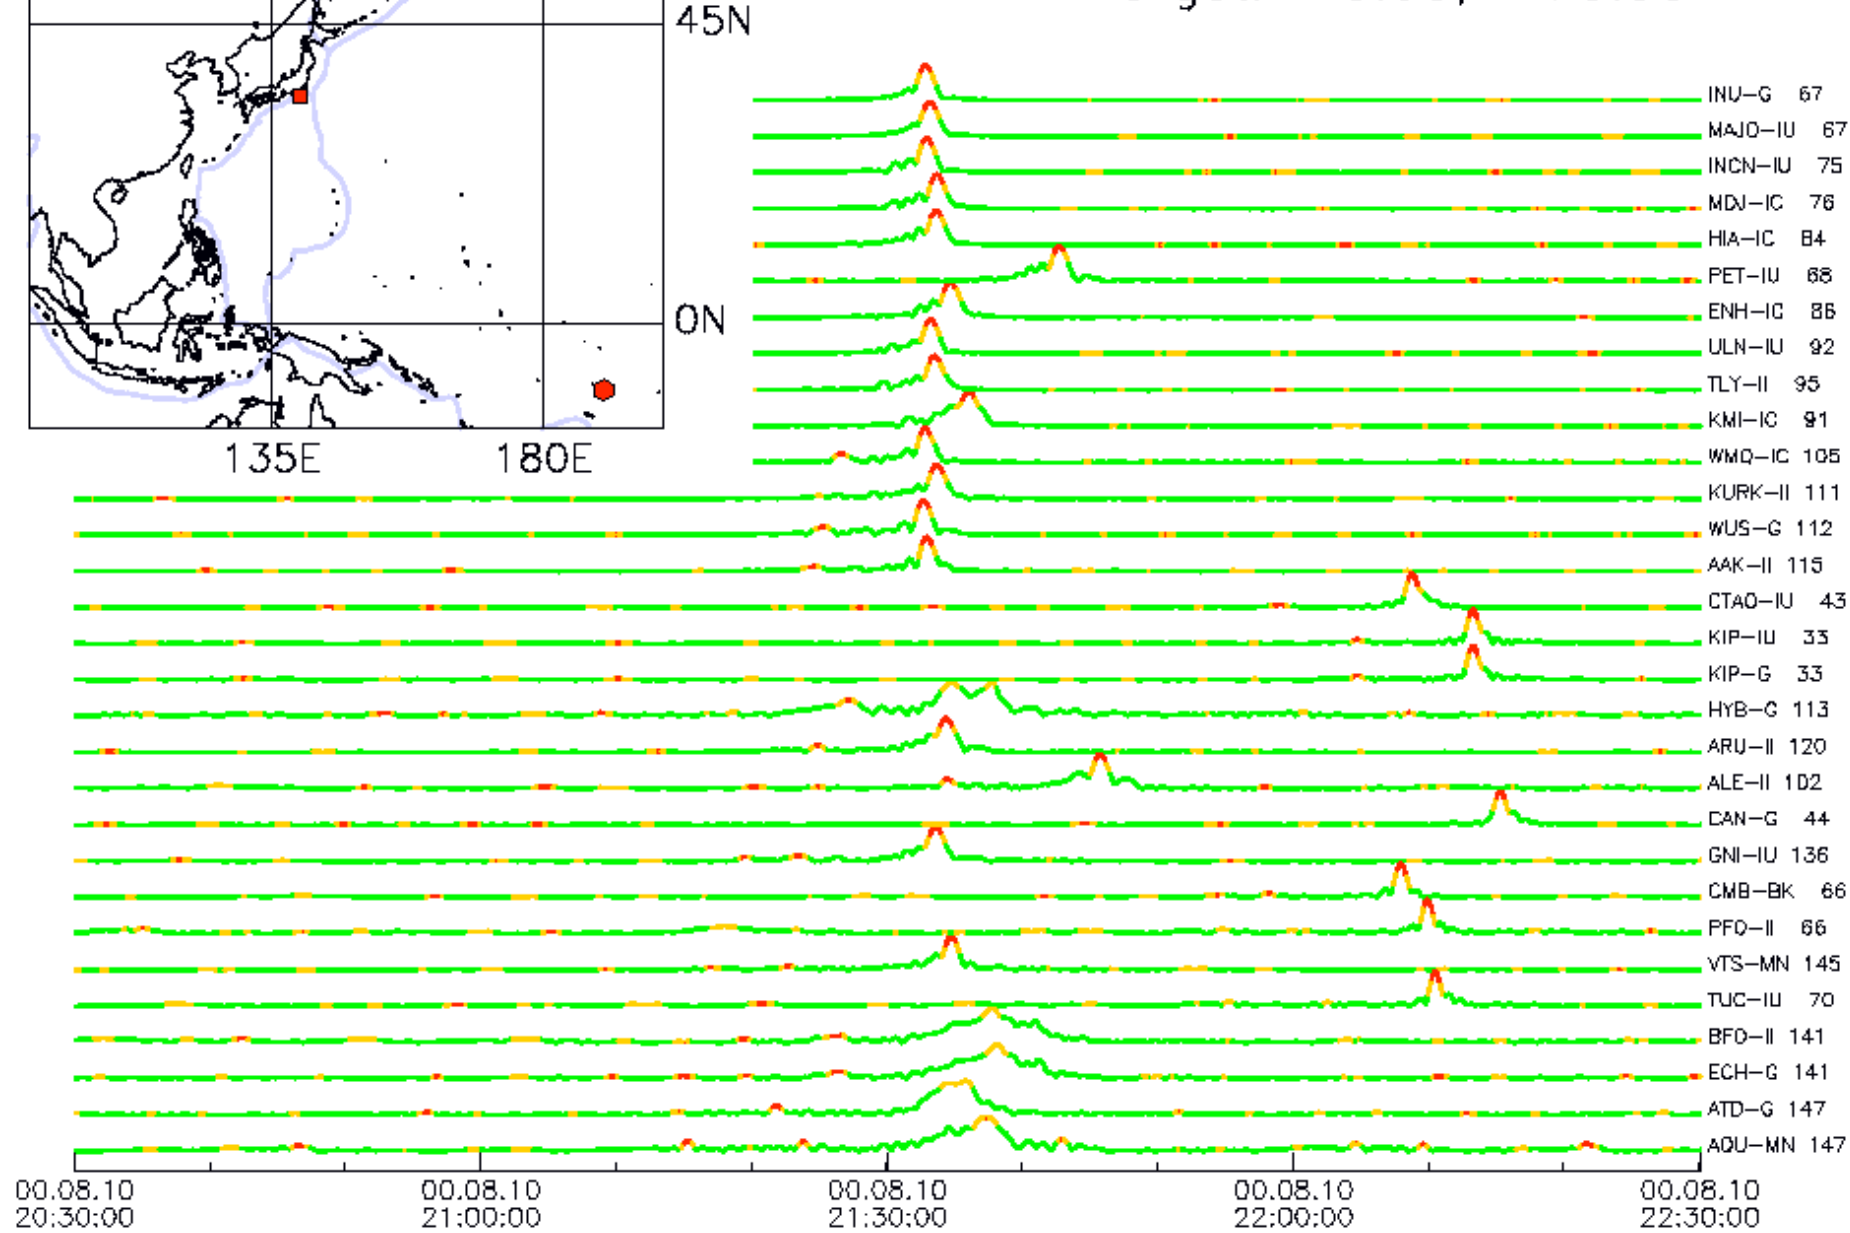 45N
0N
135E 180E
INU-G 67
MAJO-IU 67
INCN-IU 75
MDJ-IC 76
HIA-IC 84
PET-IU 68
ENH-IC 86
ULN-IU 92
TLY-II 95
KMI-IC 91
WMQ-IC 105
KURK-II 111
WUS-G 112
AAK-II 115
CTAO-IU 43
KIP-IU 33
KIP-G 33
HYB-G 113
ARU-II 120
ALE-II 102
CAN-G 44
GNI-IU 136
CMB-BK 66
PFO-II 66
VTS-MN 145
TUC-IU 70
BFO-II 141
ECH-G 141
ATD-G 147
AQU-MN 147
00.08.10 00.08.10 00.08.10 00.08.10 00.08.10
20:30:00 21:00:00 21:30:00 22:00:00 22:30:00